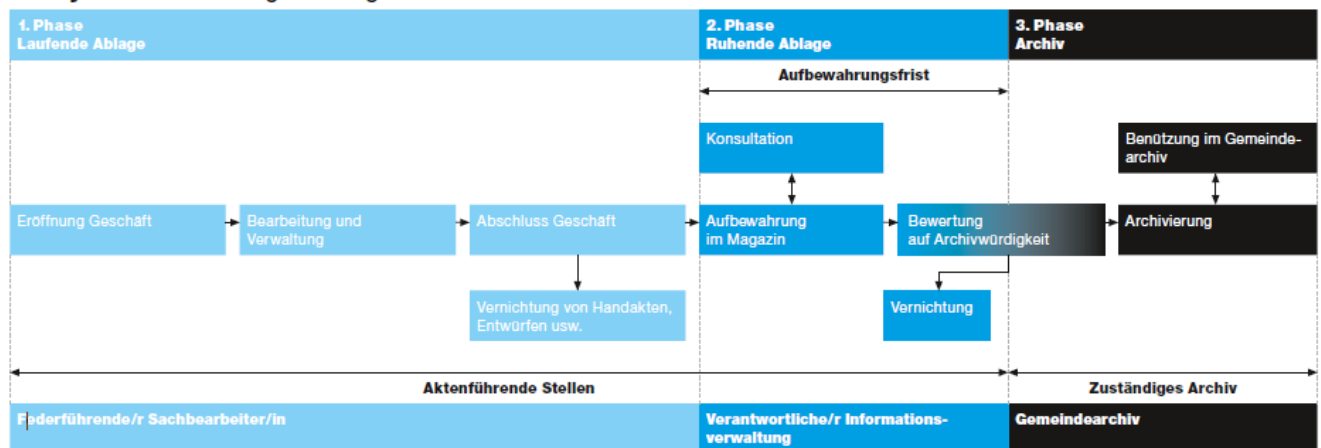 1. Phase
Laufende Ablage
2. Phase
Ruhende Ablage
3. Phase
Archiv
Aufbewahrungsfrist
Konsultation
Benützung im Gemeinde-
archiv
Eröffnung Geschäft
Bearbeitung und
Verwaltung
Abschluss Geschäft
Aufbewahrung
im Magazin
Bewertung
auf Archivwürdigkeit
Archivierung
Vernichtung von Handakten,
Entwürfen usw.
Vernichtung
Aktenführende Stellen
Zuständiges Archiv
Federführende/r Sachbearbeiter/in
Verantwortliche/r Informations-
verwaltung
Gemeindearchiv